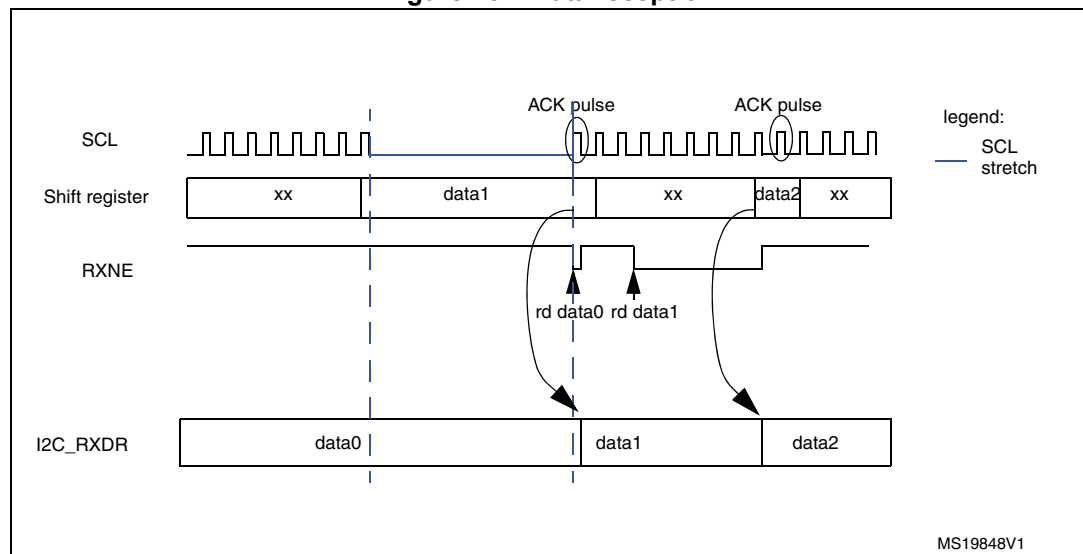 ACK pulse ACK pulse
legend:
SCL
SCL
stretch
Shift register
xx data1 xx data2 xx
RXNE
rd data0 rd data1
I2C_RXDR
data0 data1 data2
MS19848V1